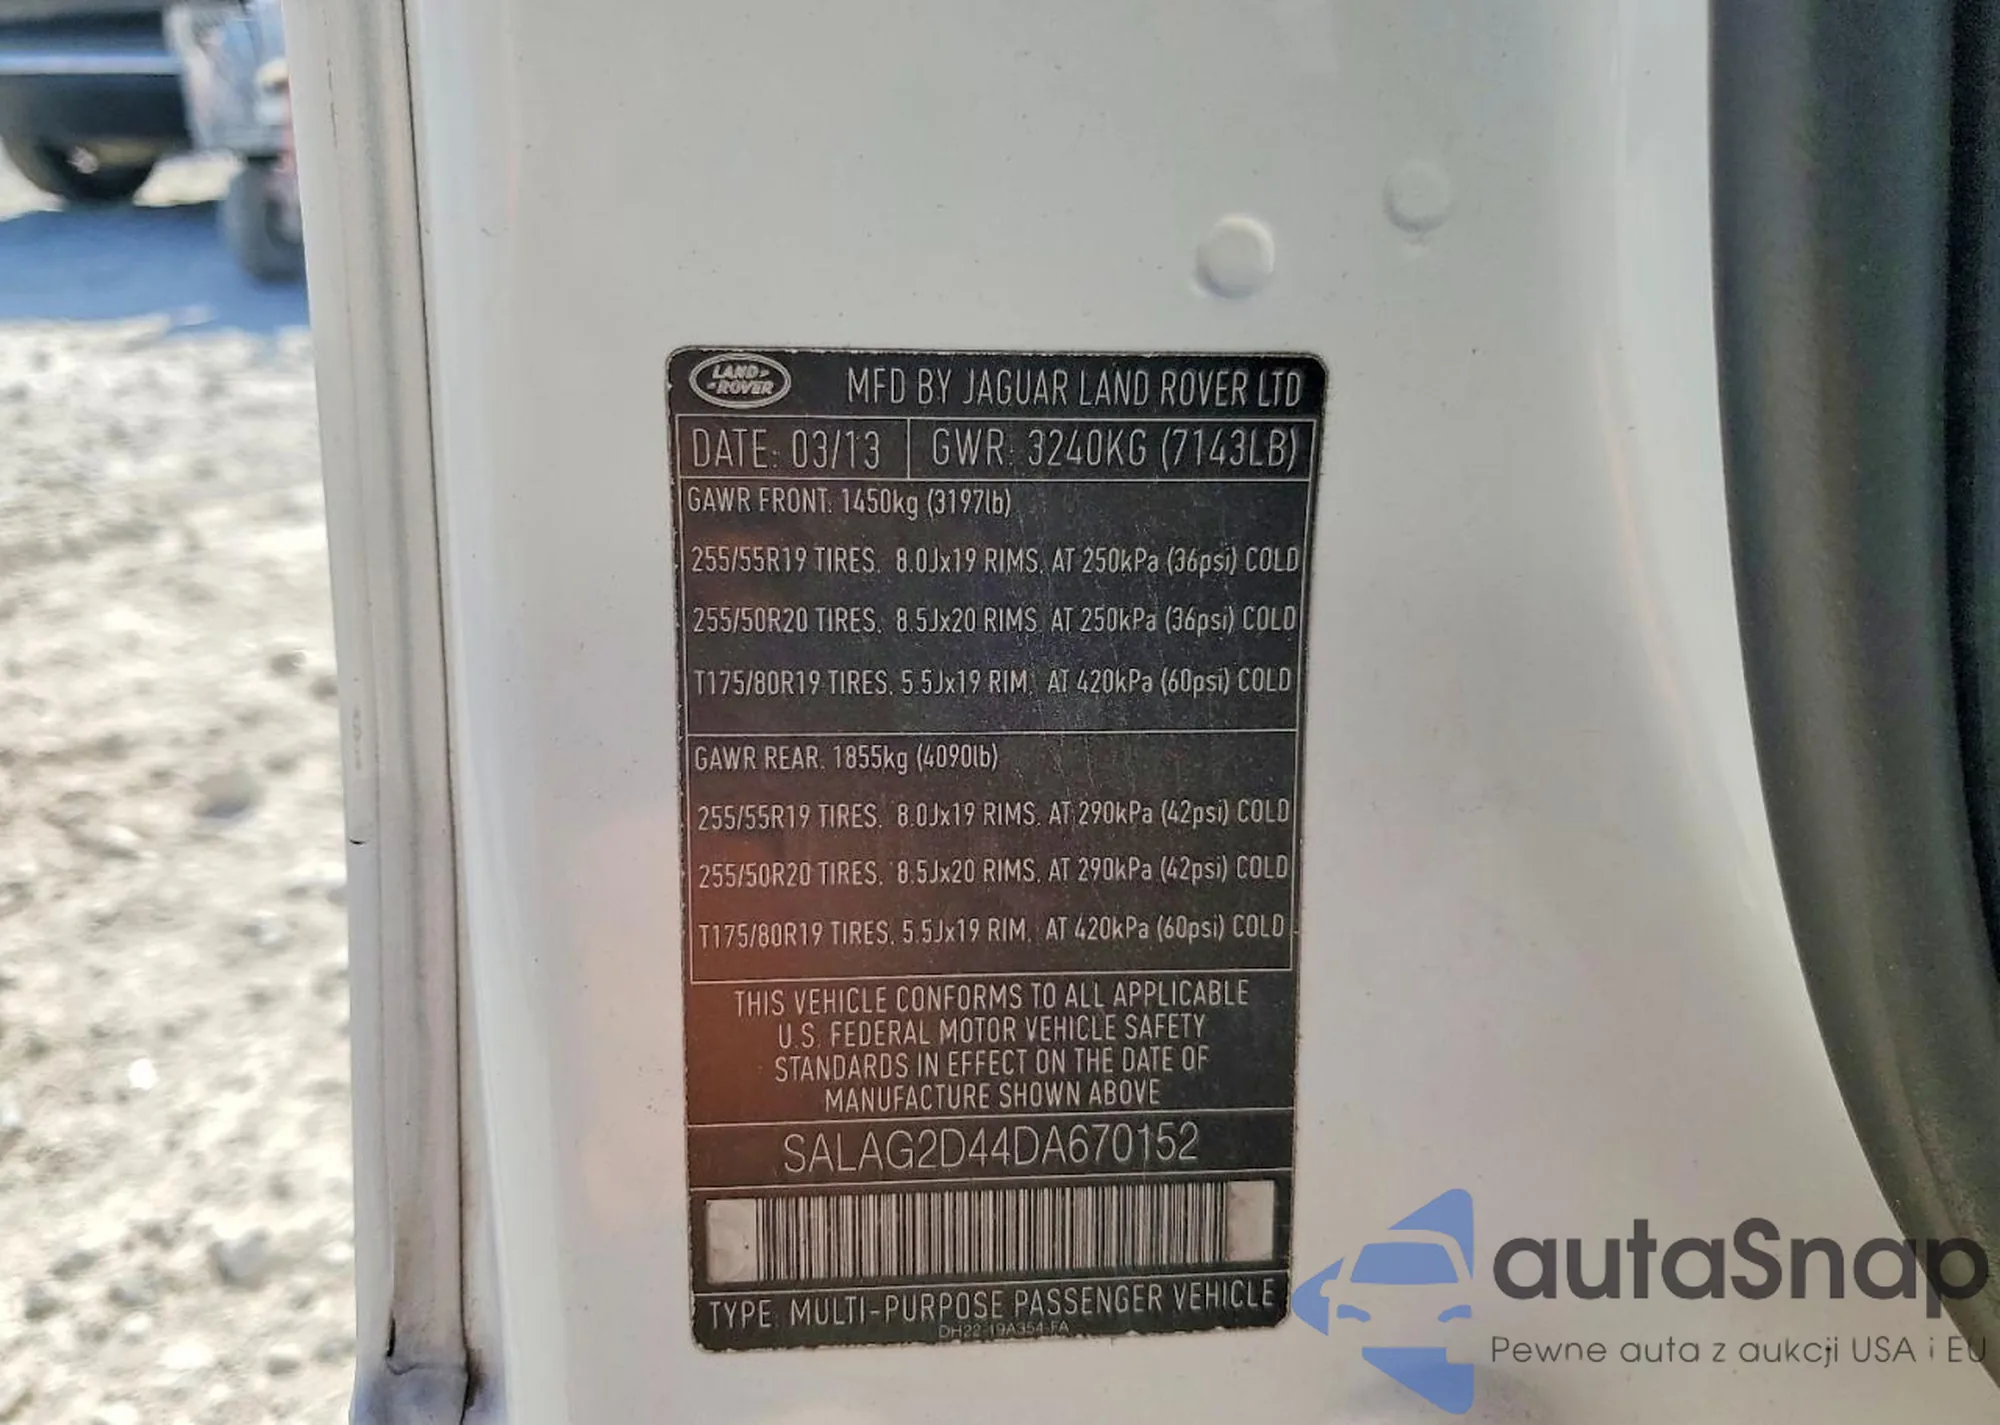 LAND ROVER
MFD BY JAGUAR LAND ROVER LTD
DATE: 03/13 GWR: 3240KG (7143LB)
GAWR FRONT: 1450kg (3197lb)
255/55R19 TIRES, 8.0Jx19 RIMS, AT 250kPa (36psi) COLD
255/50R20 TIRES, 8.5Jx20 RIMS, AT 250kPa (36psi) COLD
T175/80R19 TIRES, 5.5Jx19 RIM, AT 420kPa (60psi) COLD
GAWR REAR: 1855kg (4090lb)
255/55R19 TIRES, 8.0Jx19 RIMS, AT 290kPa (42psi) COLD
255/50R20 TIRES, 8.5Jx20 RIMS, AT 290kPa (42psi) COLD
T175/80R19 TIRES, 5.5Jx19 RIM, AT 420kPa (60psi) COLD
THIS VEHICLE CONFORMS TO ALL APPLICABLE
U.S. FEDERAL MOTOR VEHICLE SAFETY
STANDARDS IN EFFECT ON THE DATE OF
MANUFACTURE SHOWN ABOVE
SALAG2D44DA670152
TYPE: MULTI-PURPOSE PASSENGER VEHICLE
DH22-19A354-FA
autaSnap
Pewne auta z aukcji USA i EU